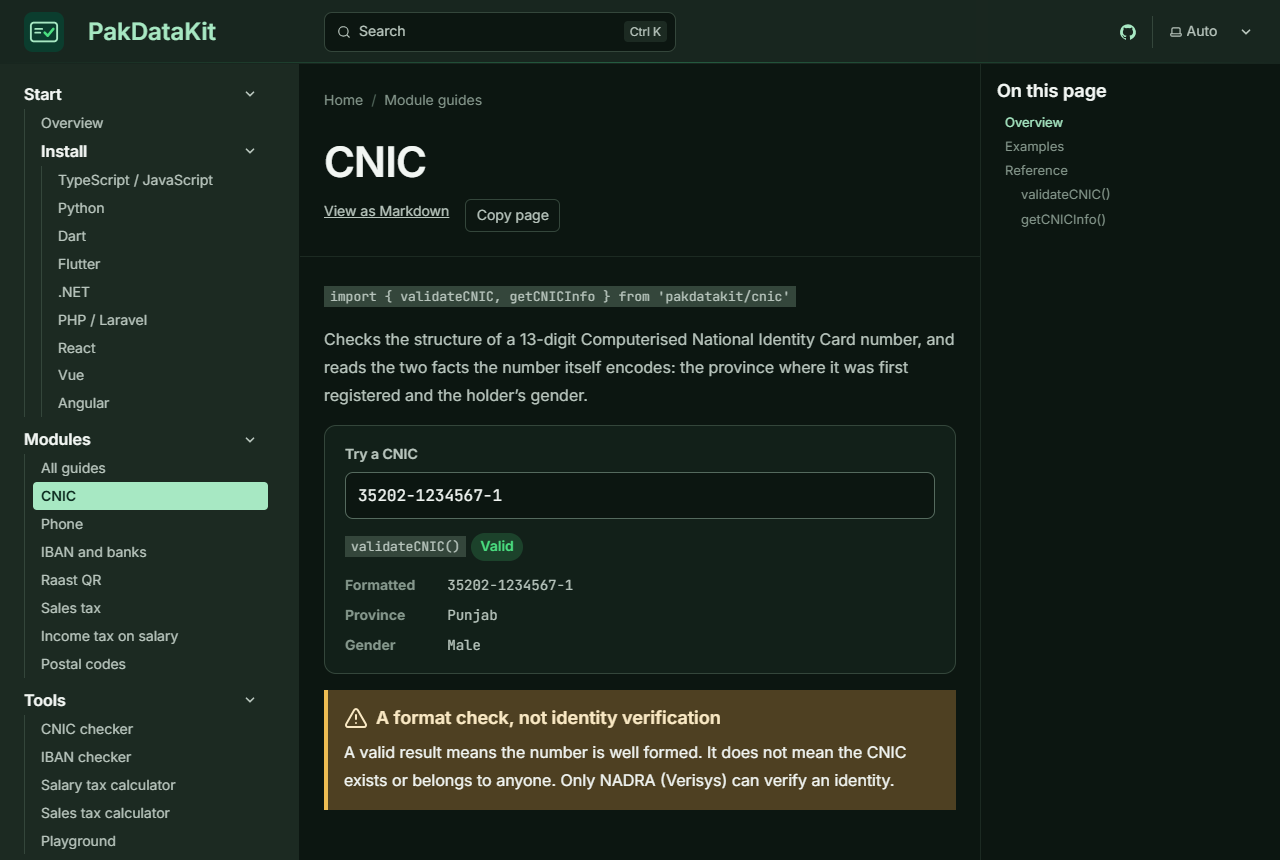 PakDataKit
Search
Ctrl K
Auto
Start
Overview
Install
TypeScript / JavaScript
Python
Dart
Flutter
.NET
PHP / Laravel
React
Vue
Angular
Modules
All guides
CNIC
Phone
IBAN and banks
Raast QR
Sales tax
Income tax on salary
Postal codes
Tools
CNIC checker
IBAN checker
Salary tax calculator
Sales tax calculator
Playground
Home / Module guides
CNIC
View as Markdown
Copy page
import { validateCNIC, getCNICInfo } from 'pakdatakit/cnic'
Checks the structure of a 13-digit Computerised National Identity Card number, and
reads the two facts the number itself encodes: the province where it was first
registered and the holder’s gender.
Try a CNIC
35202-1234567-1
validateCNIC() Valid
Formatted 35202-1234567-1
Province Punjab
Gender Male
A format check, not identity verification
A valid result means the number is well formed. It does not mean the CNIC
exists or belongs to anyone. Only NADRA (Verisys) can verify an identity.
On this page
Overview
Examples
Reference
validateCNIC()
getCNICInfo()